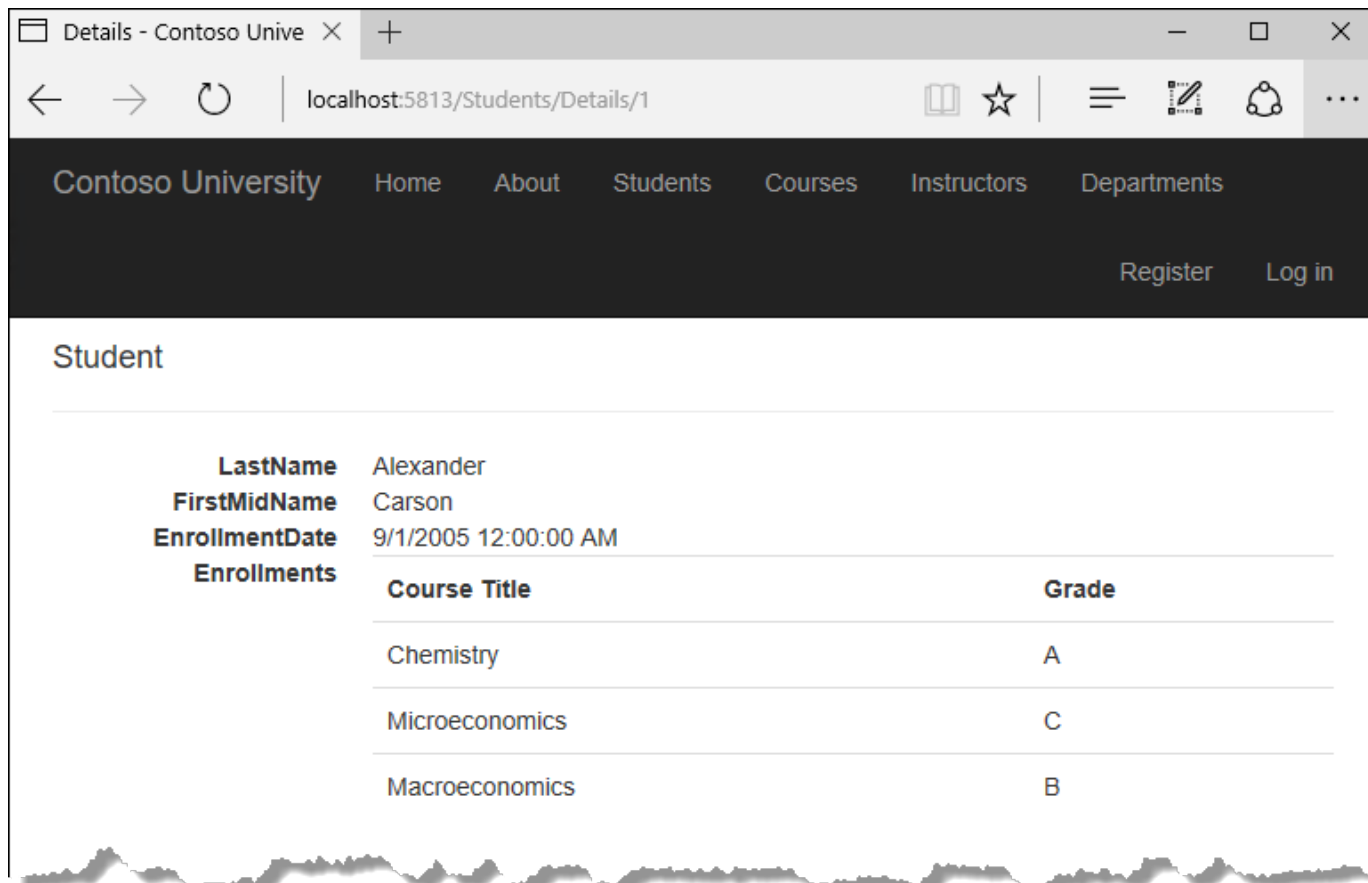 Details - Contoso Unive
localhost:5813/Students/Details/1
Contoso University Home About Students Courses Instructors Departments
Register Log in
Student
LastName Alexander
FirstMidName Carson
EnrollmentDate 9/1/2005 12:00:00 AM
Enrollments
Course Title Grade
Chemistry A
Microeconomics C
Macroeconomics B